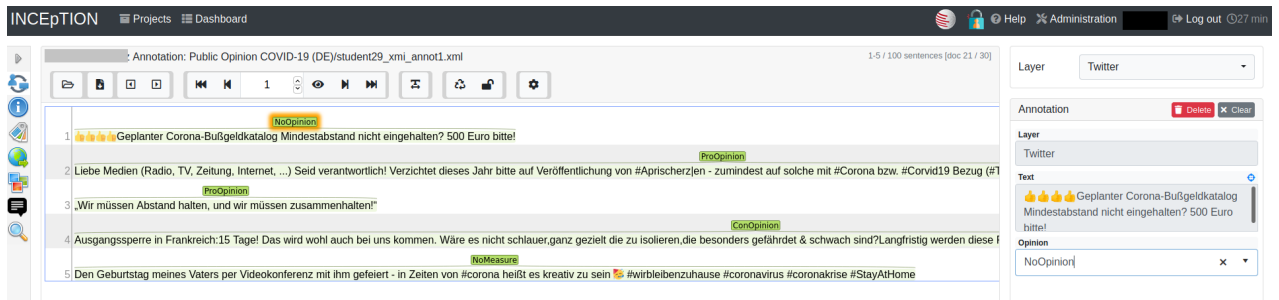 INCEpTION Projects Dashboard Help Administration Log out 27 min
: Annotation: Public Opinion COVID-19 (DE)/student29_xmi_annot1.xml 1-5 / 100 sentences [doc 21 / 30]
1
NoOpinion
1 👍👍👍👍Geplanter Corona-Bußgeldkatalog Mindestabstand nicht eingehalten? 500 Euro bitte!
ProOpinion
2 Liebe Medien (Radio, TV, Zeitung, Internet, ...) Seid verantwortlich! Verzichtet dieses Jahr bitte auf Veröffentlichung von #Aprischerz|en - zumindest auf solche mit #Corona bzw. #Corvid19 Bezug (#T
ProOpinion
3 „Wir müssen Abstand halten, und wir müssen zusammenhalten!“
ConOpinion
4 Ausgangssperre in Frankreich:15 Tage! Das wird wohl auch bei uns kommen. Wäre es nicht schlauer,ganz gezielt die zu isolieren,die besonders gefährdet & schwach sind?Langfristig werden diese
NoMeasure
5 Den Geburtstag meines Vaters per Videokonferenz mit ihm gefeiert - in Zeiten von #corona heißt es kreativ zu sein 🥳 #wirbleibenzuhause #coronavirus #coronakrise #StayAtHome
Layer Twitter
Annotation Delete Clear
Layer
Twitter
Text
👍👍👍👍Geplanter Corona-Bußgeldkatalog
Mindestabstand nicht eingehalten? 500 Euro
bitte!
Opinion
NoOpinion